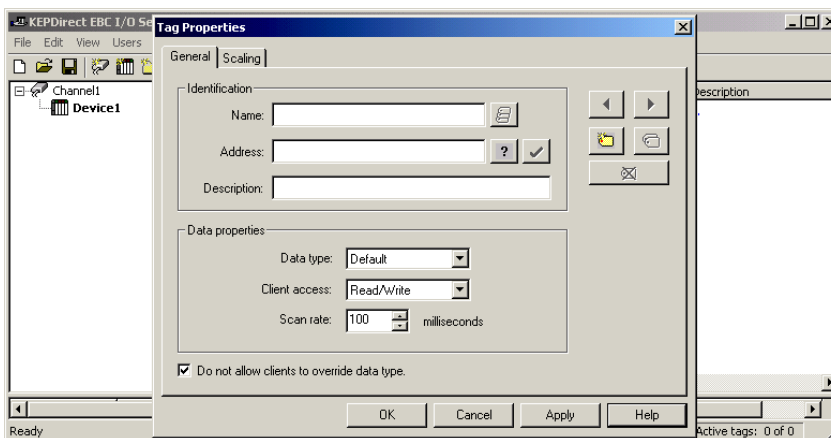 KEPDirect EBC I/O Se
Tag Properties
File Edit View Users
General Scaling
Channel1
Device1
Description
Identification
Name:
Address:
?
Description:
Data properties
Data type: Default
Client access: Read/Write
Scan rate: 100 milliseconds
Do not allow clients to override data type.
OK Cancel Apply Help
Ready
Active tags: 0 of 0